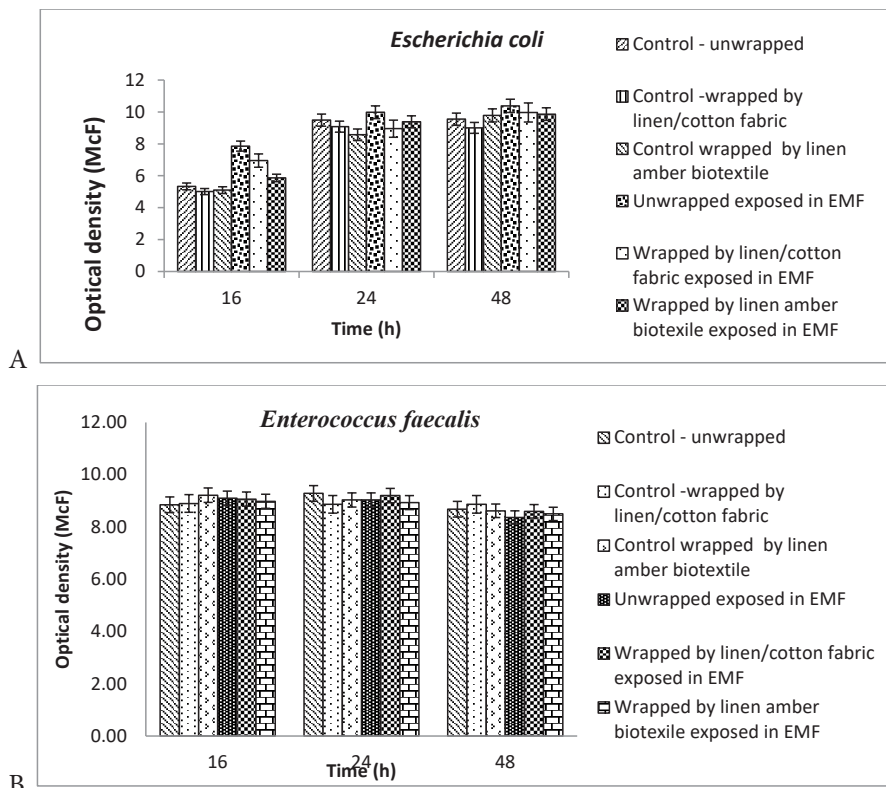 Escherichia coli
Optical density (McF)
12
10
8
6
4
2
0
16
24
48
Time (h)
Control - unwrapped
Control -wrapped by
linen/cotton fabric
Control wrapped by linen
amber biotextile
Unwrapped exposed in EMF
Wrapped by linen/cotton
fabric exposed in EMF
Wrapped by linen amber
biotexile exposed in EMF
A
Enterococcus faecalis
Optical density (McF)
12.00
10.00
8.00
6.00
4.00
2.00
0.00
16
24
48
Time (h)
Control - unwrapped
Control -wrapped by
linen/cotton fabric
Control wrapped by linen
amber biotextile
Unwrapped exposed in EMF
Wrapped by linen/cotton fabric
exposed in EMF
Wrapped by linen amber
biotexile exposed in EMF
B